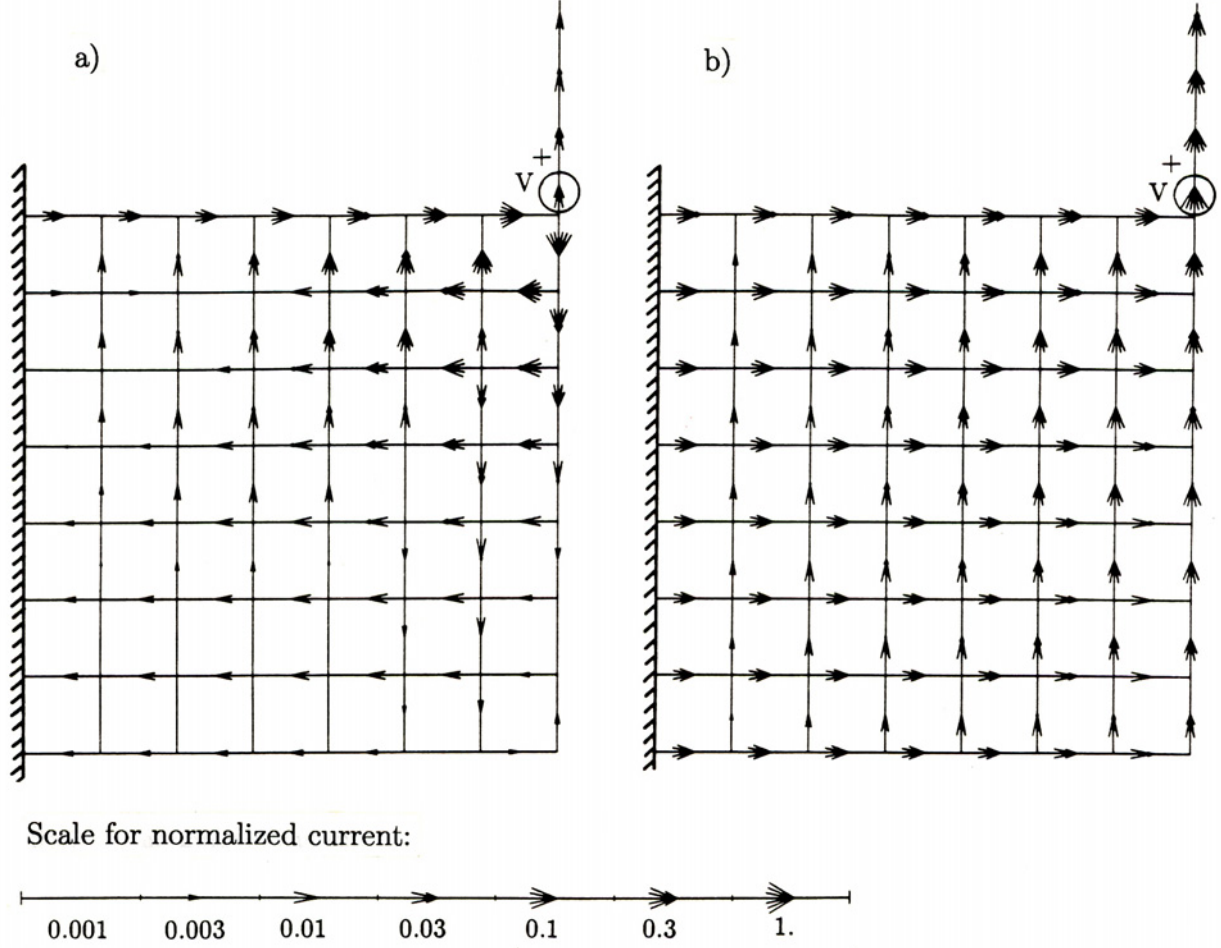 a)
b)
+
V
+
V
Scale for normalized current:
0.001 0.003 0.01 0.03 0.1 0.3 1.